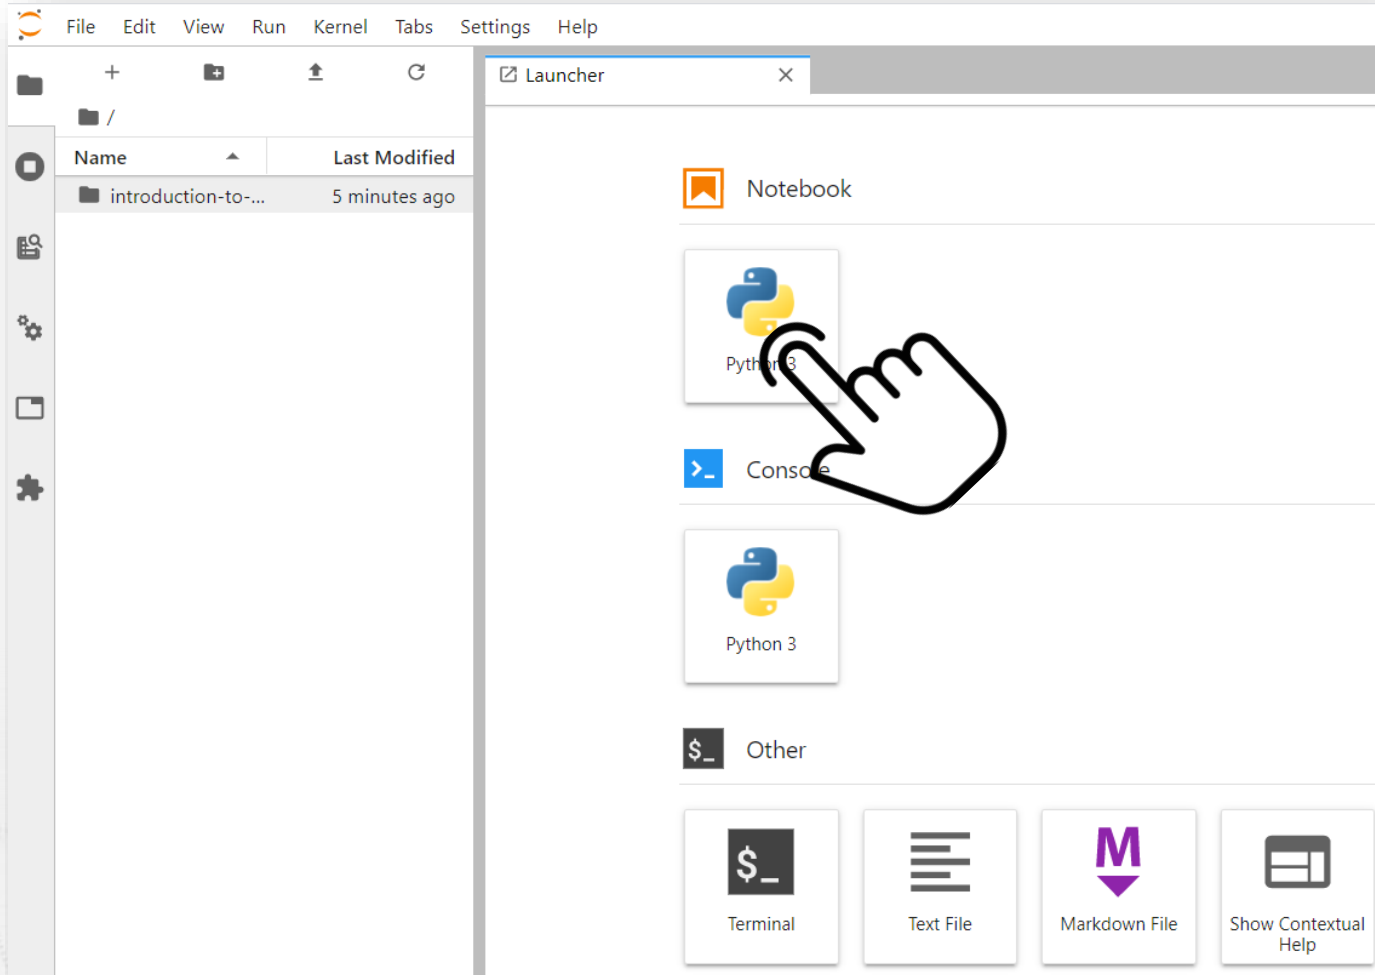 File Edit View Run Kernel Tabs Settings Help
Launcher
/
Name Last Modified
introduction-to-... 5 minutes ago
Notebook
Python 3
Console
Python 3
$_ Other
$_
Terminal
Text File
M
Markdown File
Show Contextual
Help